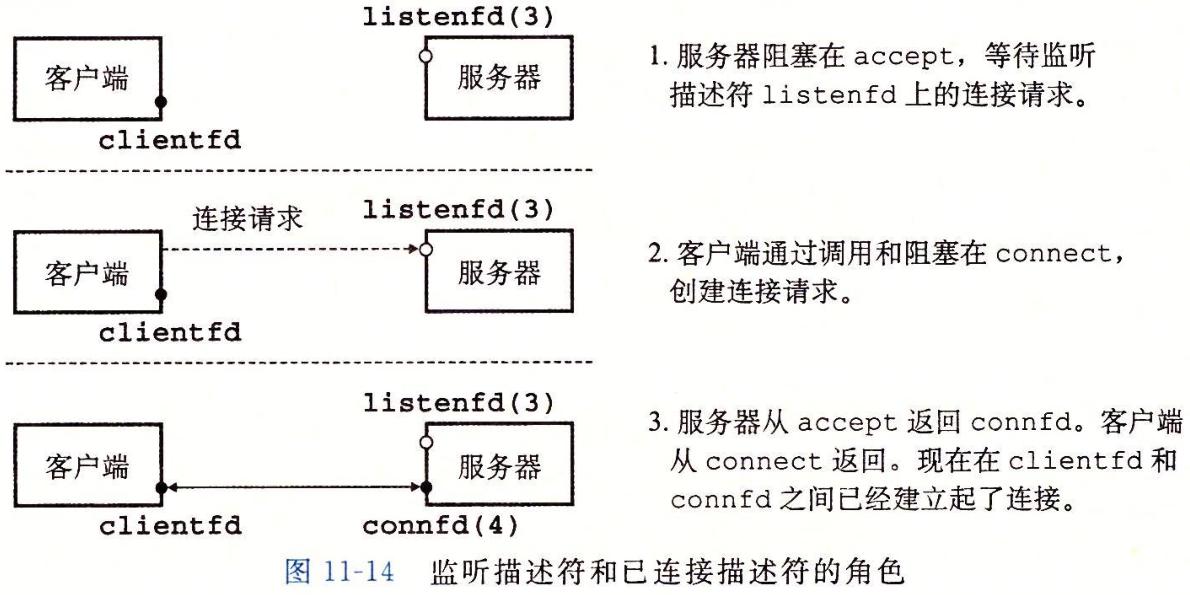 listenfd(3)
客户端
服务器
clientfd
1. 服务器阻塞在 accept，等待监听
描述符 listenfd 上的连接请求。
连接请求
listenfd(3)
客户端
服务器
clientfd
2. 客户端通过调用和阻塞在 connect，
创建连接请求。
listenfd(3)
客户端
服务器
clientfd
connfd(4)
3. 服务器从 accept 返回 connfd。客户端
从 connect 返回。现在在 clientfd 和
connfd 之间已经建立起了连接。
图 11-14 监听描述符和已连接描述符的角色